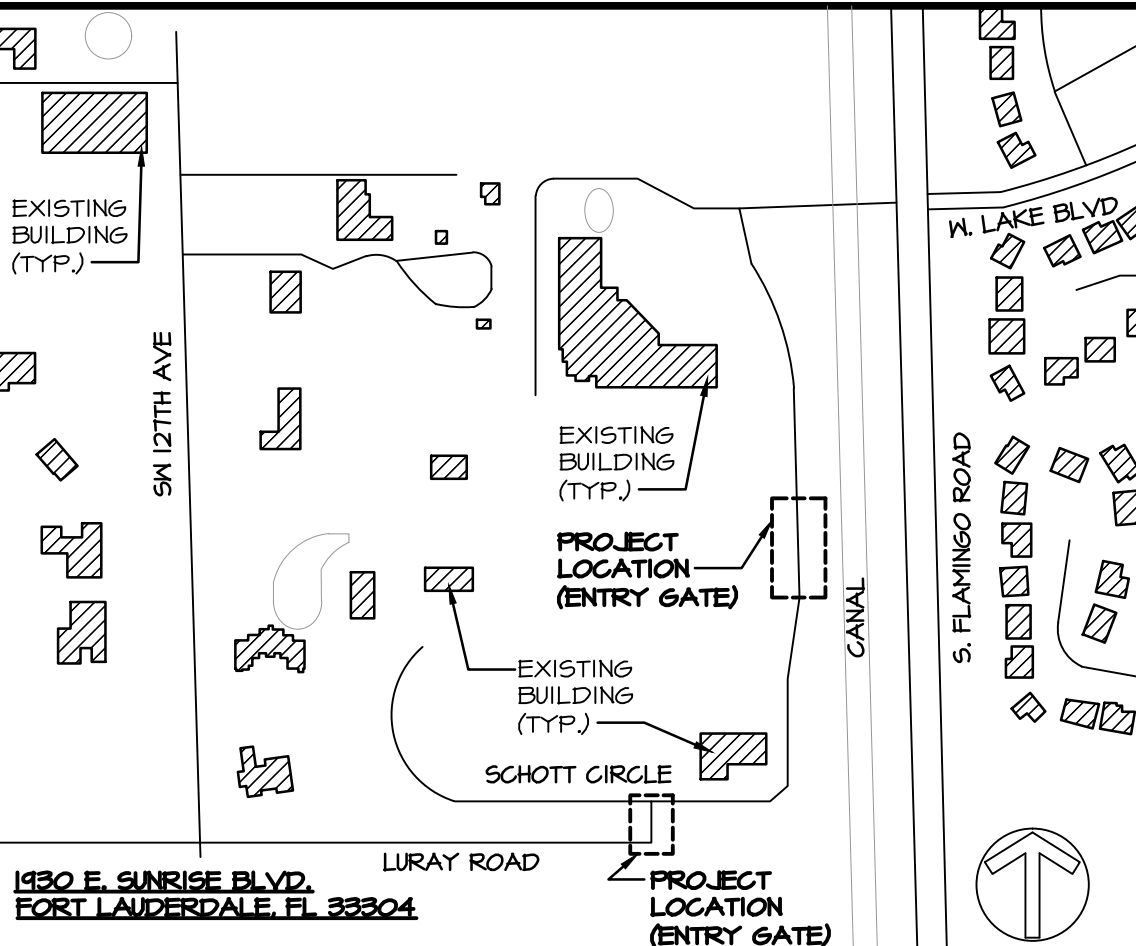 EXISTING
BUILDING
(TYP.)
W. LAKE BLVD
SW 127TH AVE
EXISTING
BUILDING
(TYP.)
S. FLAMINGO ROAD
PROJECT
LOCATION
(ENTRY GATE)
CANAL
EXISTING
BUILDING
(TYP.)
SCHOTT CIRCLE
LURAY ROAD
1930 E. SUNRISE BLVD.
FORT LAUDERDALE, FL 33304
PROJECT
LOCATION
(ENTRY GATE)